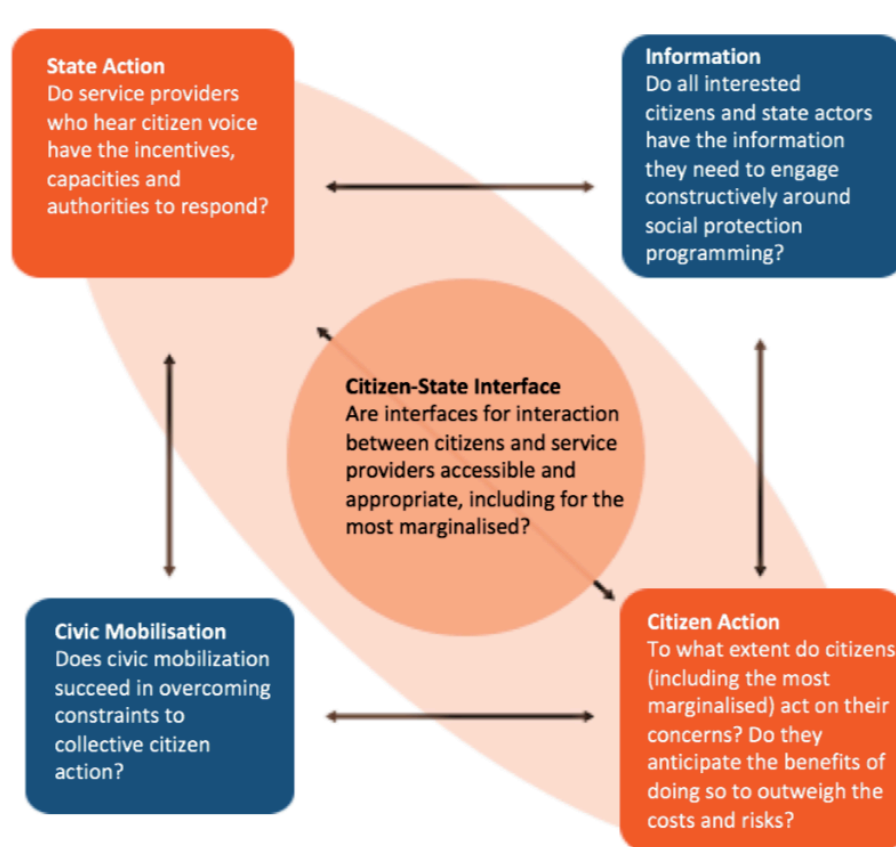 State Action
Do service providers
who hear citizen voice
have the incentives,
capacities and
authorities to respond?
Information
Do all interested
citizens and state actors
have the information
they need to engage
constructively around
social protection
programming?
Citizen-State Interface
Are interfaces for interaction
between citizens and service
providers accessible and
appropriate, including for the
most marginalised?
Civic Mobilisation
Does civic mobilization
succeed in overcoming
constraints to
collective citizen
action?
Citizen Action
To what extent do citizens
(including the most
marginalised) act on their
concerns? Do they
anticipate the benefits of
doing so to outweigh the
costs and risks?